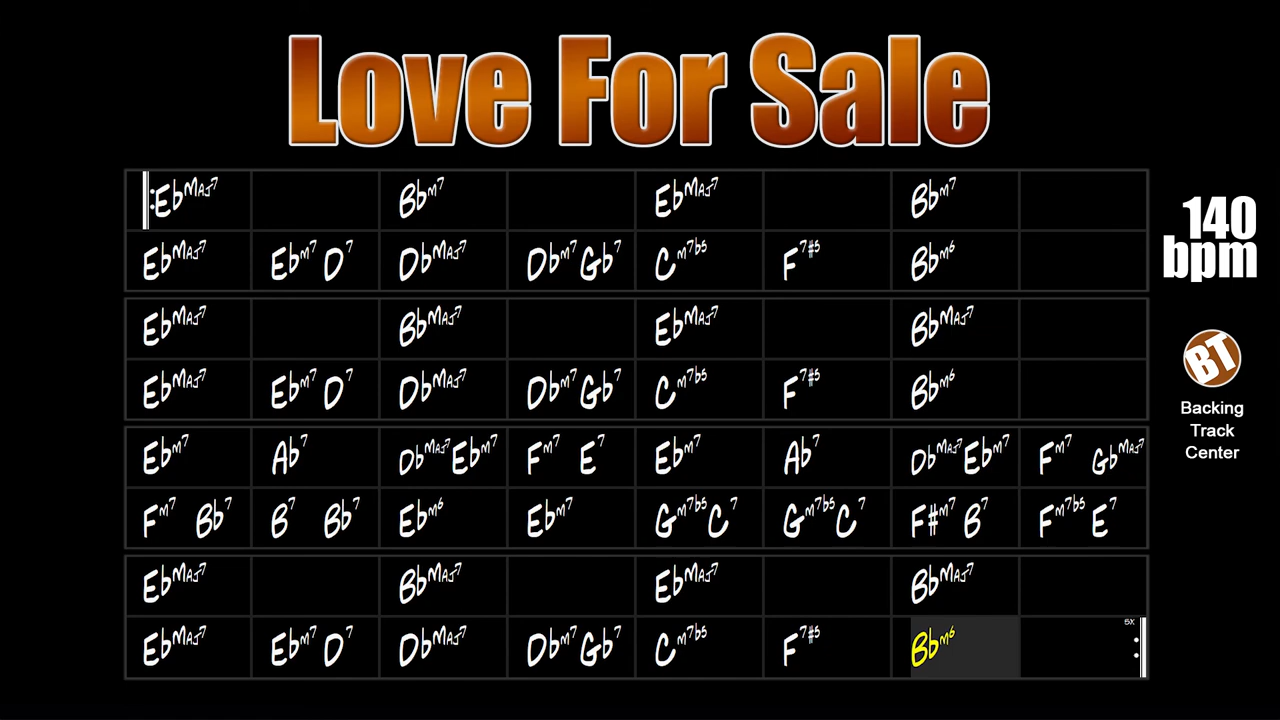 Love For Sale
EbMAJ7 Bbm7 EbMAJ7 Bbm7
EbMAJ7 Ebm7 D7 DbMAJ7 Dbm7 Gb7 Cm7b5 F7#5 Bbm6
EbMAJ7 BbMAJ7 EbMAJ7 BbMAJ7
EbMAJ7 Ebm7 D7 DbMAJ7 Dbm7 Gb7 Cm7b5 F7#5 Bbm6
Ebm7 Ab7 DbMAJ7 Ebm7 Fm7 E7 Ebm7 Ab7 DbMAJ7 Ebm7 Fm7 GbMAJ7
Fm7 Bb7 B7 Bb7 Ebm6 Ebm7 Gm7b5 C7 Gm7b5 C7 F#m7 B7 Fm7b5 E7
EbMAJ7 BbMAJ7 EbMAJ7 BbMAJ7
EbMAJ7 Ebm7 D7 DbMAJ7 Dbm7 Gb7 Cm7b5 F7#5 Bbm6 5X
140
bpm
BT
Backing
Track
Center